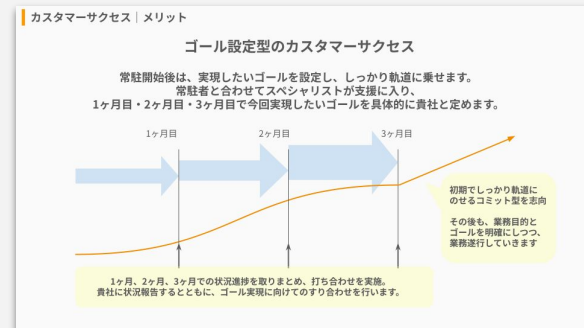 カスタマーサクセス｜メリット
ゴール設定型のカスタマーサクセス
常駐開始後は、実現したいゴールを設定し、しっかり軌道に乗せます。
常駐者と合わせてスペシャリストが支援に入り、
1ヶ月目・2ヶ月目・3ヶ月目で今回実現したいゴールを具体的に貴社と定めます。
1ヶ月目
2ヶ月目
3ヶ月目
初期でしっかり軌道に
のせるコミット型を志向
その後も、業務目的と
ゴールを明確にしつつ、
業務遂行していきます
1ヶ月、2ヶ月、3ヶ月での状況進捗を取りまとめ、打ち合わせを実施。
貴社に状況報告するとともに、ゴール実現に向けてのすり合わせを行います。